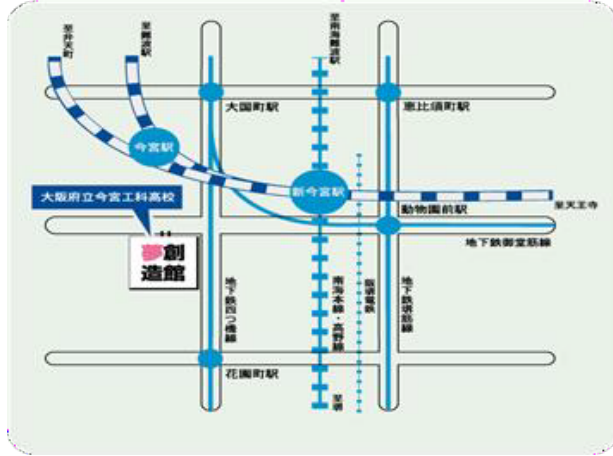 至弁天町
至難波駅
至南海難波駅
大国町駅
恵比須町駅
今宮駅
新今宮駅
大阪府立今宮工科高校
至天王寺
動物園前駅
地下鉄御堂筋線
夢創
造館
地下鉄四つ橋線
南海本線・高野線
阪堺電鉄
地下鉄堺筋線
花園町駅
至堺